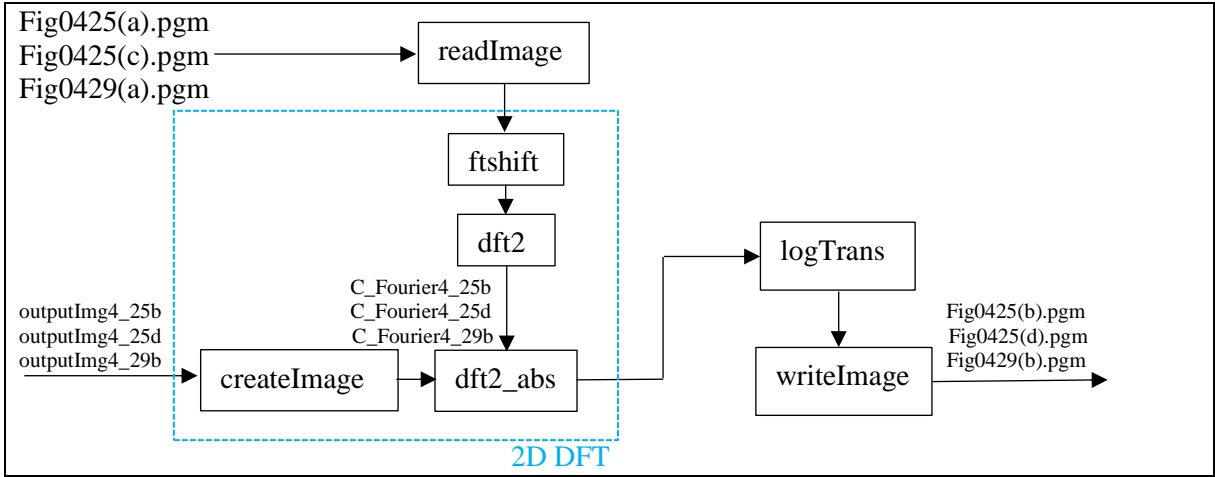 Fig0425(a).pgm
Fig0425(c).pgm
Fig0429(a).pgm
readImage
ftshift
dft2
C_Fourier4_25b
C_Fourier4_25d
C_Fourier4_29b
outputImg4_25b
outputImg4_25d
outputImg4_29b
createImage
dft2_abs
logTrans
writeImage
Fig0425(b).pgm
Fig0425(d).pgm
Fig0429(b).pgm
2D DFT